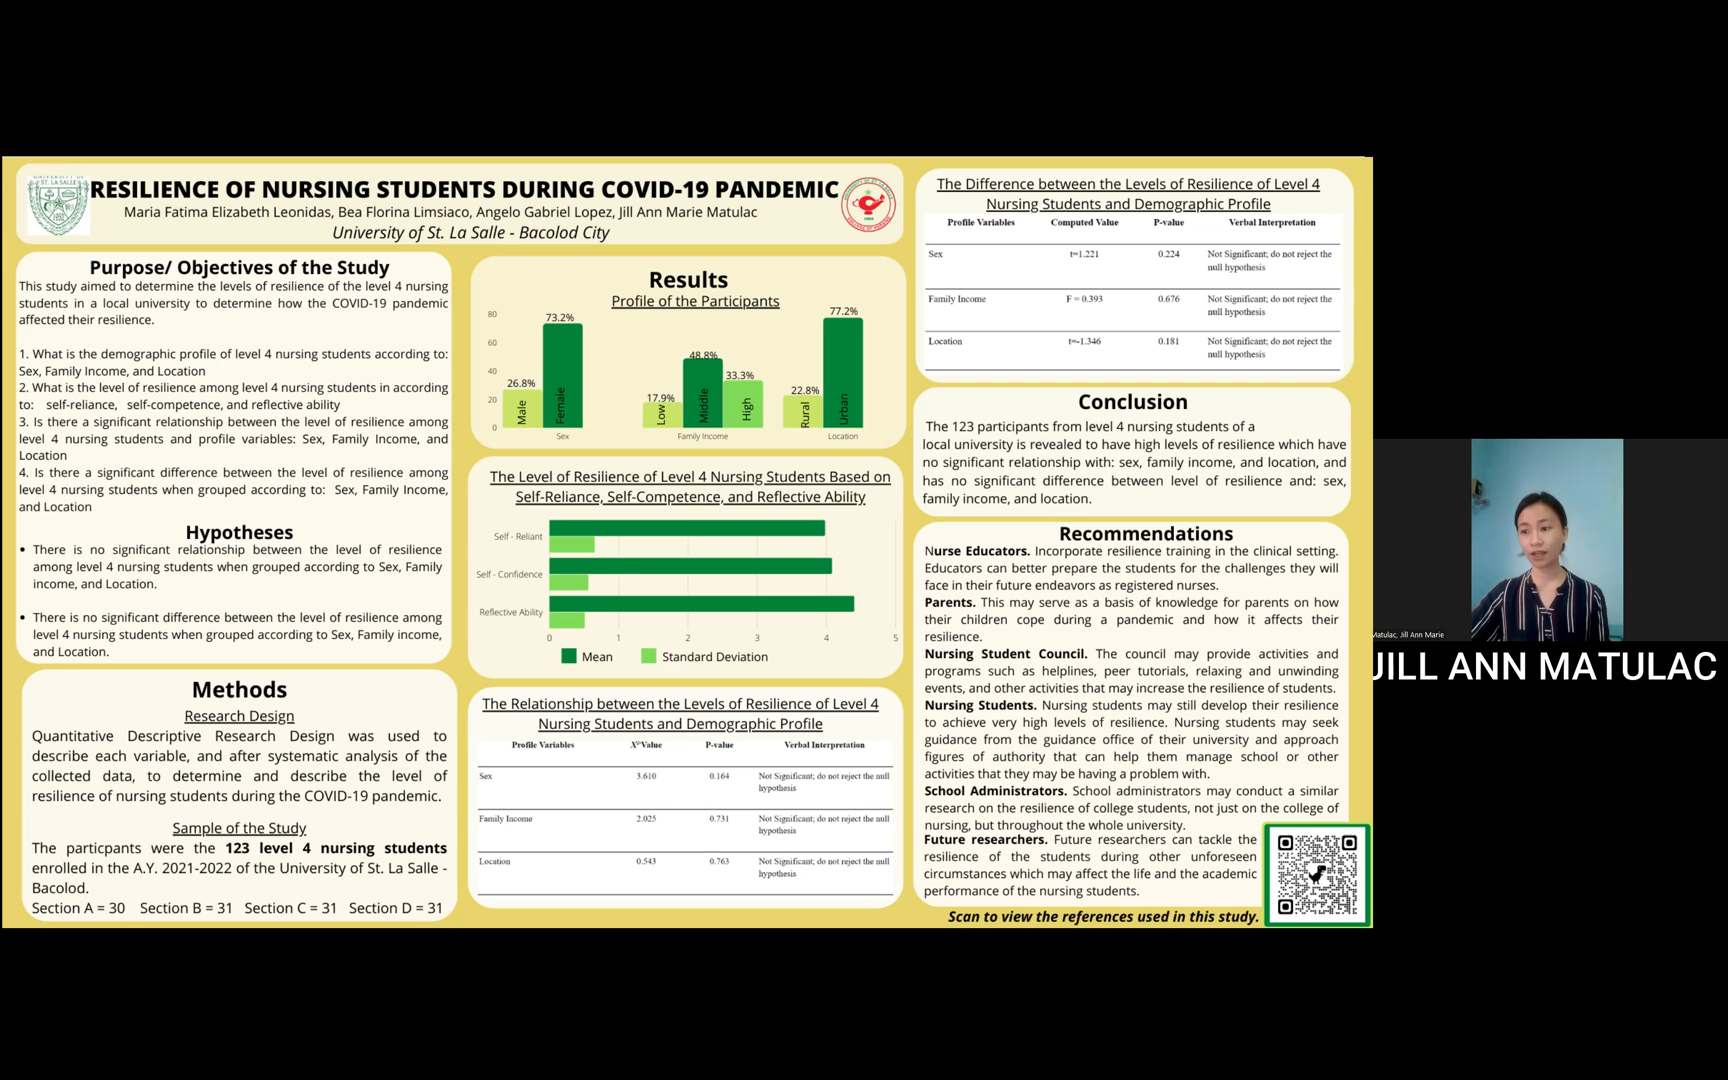 RESILIENCE OF NURSING STUDENTS DURING COVID-19 PANDEMIC
Maria Fatima Elizabeth Leonidas, Bea Florina Limsiaco, Angelo Gabriel Lopez, Jill Ann Marie Matulac
University of St. La Salle - Bacolod City
ST. LA SALLE
Purpose/ Objectives of the Study
This study aimed to determine the levels of resilience of the level 4 nursing
students in a local university to determine how the COVID-19 pandemic
affected their resilience.
1. What is the demographic profile of level 4 nursing students according to:
Sex, Family Income, and Location
2. What is the level of resilience among level 4 nursing students in according
to: self-reliance, self-competence, and reflective ability
3. Is there a significant relationship between the level of resilience among
level 4 nursing students and profile variables: Sex, Family Income, and
Location
4. Is there a significant difference between the level of resilience among
level 4 nursing students when grouped according to: Sex, Family Income,
and Location
Hypotheses
• There is no significant relationship between the level of resilience
among level 4 nursing students when grouped according to Sex, Family
income, and Location.
• There is no significant difference between the level of resilience among
level 4 nursing students when grouped according to Sex, Family income,
and Location.
Methods
Research Design
Quantitative Descriptive Research Design was used to
describe each variable, and after systematic analysis of the
collected data, to determine and describe the level of
resilience of nursing students during the COVID-19 pandemic.
Sample of the Study
The particpants were the 123 level 4 nursing students
enrolled in the A.Y. 2021-2022 of the University of St. La Salle -
Bacolod.
Section A = 30 Section B = 31 Section C = 31 Section D = 31
Results
Profile of the Participants
80
60
40
20
0
26.8%
Male
73.2%
Female
17.9%
Low
48.8%
Middle
33.3%
High
22.8%
Rural
77.2%
Urban
Sex
Family Income
Location
The Level of Resilience of Level 4 Nursing Students Based on
Self-Reliance, Self-Competence, and Reflective Ability
Self - Reliant
Self - Confidence
Reflective Ability
0 1 2 3 4 5
Mean Standard Deviation
The Relationship between the Levels of Resilience of Level 4
Nursing Students and Demographic Profile
Profile Variables X² Value P-value Verbal Interpretation
Sex 3.610 0.164 Not Significant; do not reject the null
hypothesis
Family Income 2.025 0.731 Not Significant; do not reject the null
hypothesis
Location 0.543 0.763 Not Significant; do not reject the null
hypothesis
The Difference between the Levels of Resilience of Level 4
Nursing Students and Demographic Profile
Profile Variables Computed Value P-value Verbal Interpretation
Sex t=1.221 0.224 Not Significant; do not reject the
null hypothesis
Family Income F = 0.393 0.676 Not Significant; do not reject the
null hypothesis
Location t=-1.346 0.181 Not Significant; do not reject the
null hypothesis
Conclusion
The 123 participants from level 4 nursing students of a
local university is revealed to have high levels of resilience which have
no significant relationship with: sex, family income, and location, and
has no significant difference between level of resilience and: sex,
family income, and location.
Recommendations
Nurse Educators. Incorporate resilience training in the clinical setting.
Educators can better prepare the students for the challenges they will
face in their future endeavors as registered nurses.
Parents. This may serve as a basis of knowledge for parents on how
their children cope during a pandemic and how it affects their
resilience.
Nursing Student Council. The council may provide activities and
programs such as helplines, peer tutorials, relaxing and unwinding
events, and other activities that may increase the resilience of students.
Nursing Students. Nursing students may still develop their resilience
to achieve very high levels of resilience. Nursing students may seek
guidance from the guidance office of their university and approach
figures of authority that can help them manage school or other
activities that they may be having a problem with.
School Administrators. School administrators may conduct a similar
research on the resilience of college students, not just on the college of
nursing, but throughout the whole university.
Future researchers. Future researchers can tackle the
resilience of the students during other unforeseen
circumstances which may affect the life and the academic
performance of the nursing students.
Scan to view the references used in this study.
Matulac, Jill Ann Marie
JILL ANN MATULAC